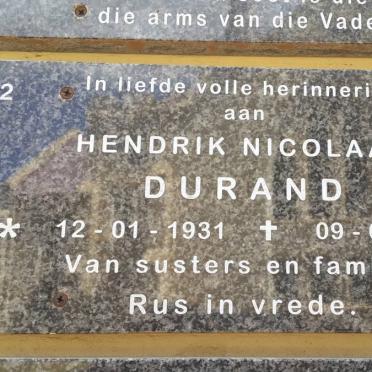 die arms van die Vade
2
In liefde volle herinneri
aan
HENDRIK NICOLAA
DURAND
* 12-01-1931 ✝ 09-0
Van susters en fam
Rus in vrede.